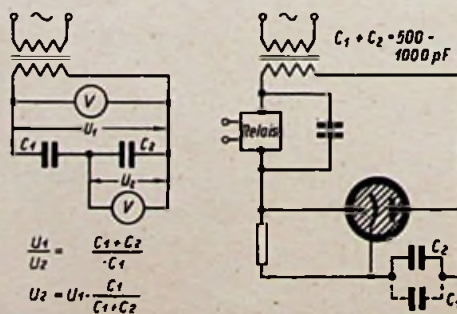 ~
V
U1
C1
C2
U2
V
U1/U2 = C1+C2/C1
U2 = U1 · C1/C1+C2
~
C1 + C2 = 500 -
1000 pF
Relais
C2